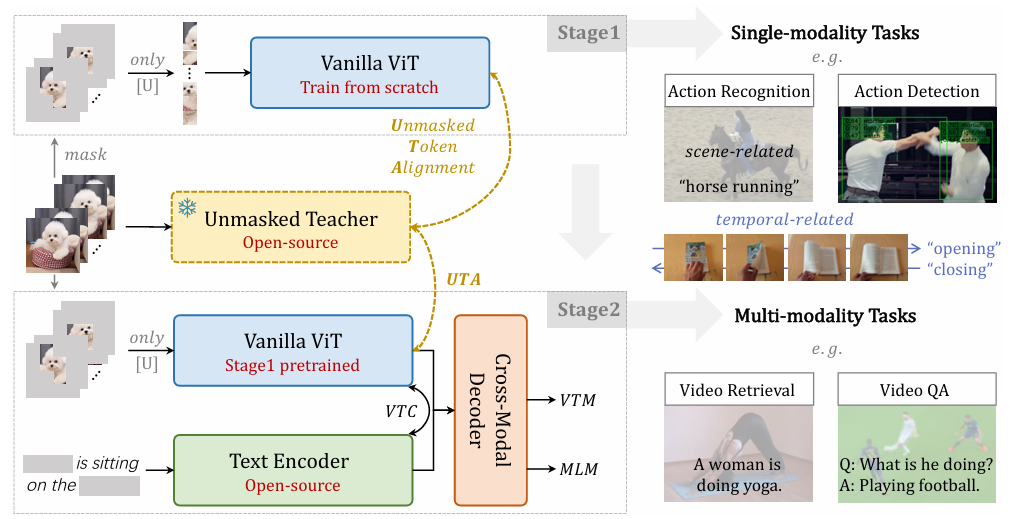 Stage1
only
[U]
Vanilla ViT
Train from scratch
Unmasked
Token
Alignment
mask
Unmasked Teacher
Open-source
UTA
Stage2
only
[U]
Vanilla ViT
Stage1 pretrained
VTC
Cross-Modal
Decoder
VTM
MLM
is sitting
on the
Text Encoder
Open-source
Single-modality Tasks
e.g.
Action Recognition
Action Detection
scene-related
“horse running”
temporal-related
“opening”
“closing”
Multi-modality Tasks
e.g.
Video Retrieval
Video QA
A woman is
doing yoga.
Q: What is he doing?
A: Playing football.